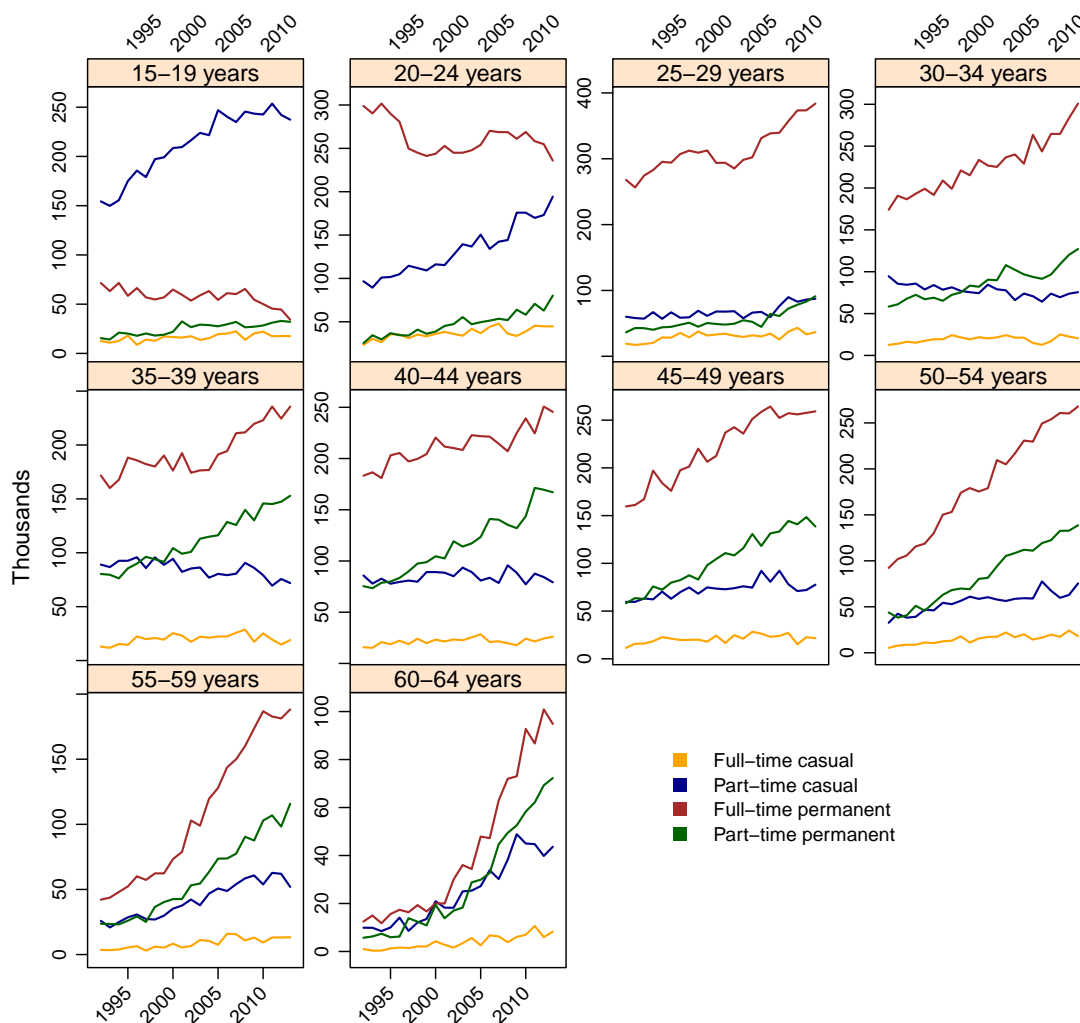 1995 2000 2005 2010 1995 2000 2005 2010
15−19 years 20−24 years 25−29 years 30−34 years
0 50 100 150 200 250
50 100 150 200 250 300
100 200 300 400
0 50 100 150 200 250 300
35−39 years 40−44 years 45−49 years 50−54 years
50 100 150 200
50 100 150 200 250
0 50 100 150 200 250
0 50 100 150 200 250
Thousands
55−59 years 60−64 years
0 50 100 150
0 20 40 60 80 100
Full−time casual
Part−time casual
Full−time permanent
Part−time permanent
1995 2000 2005 2010 1995 2000 2005 2010